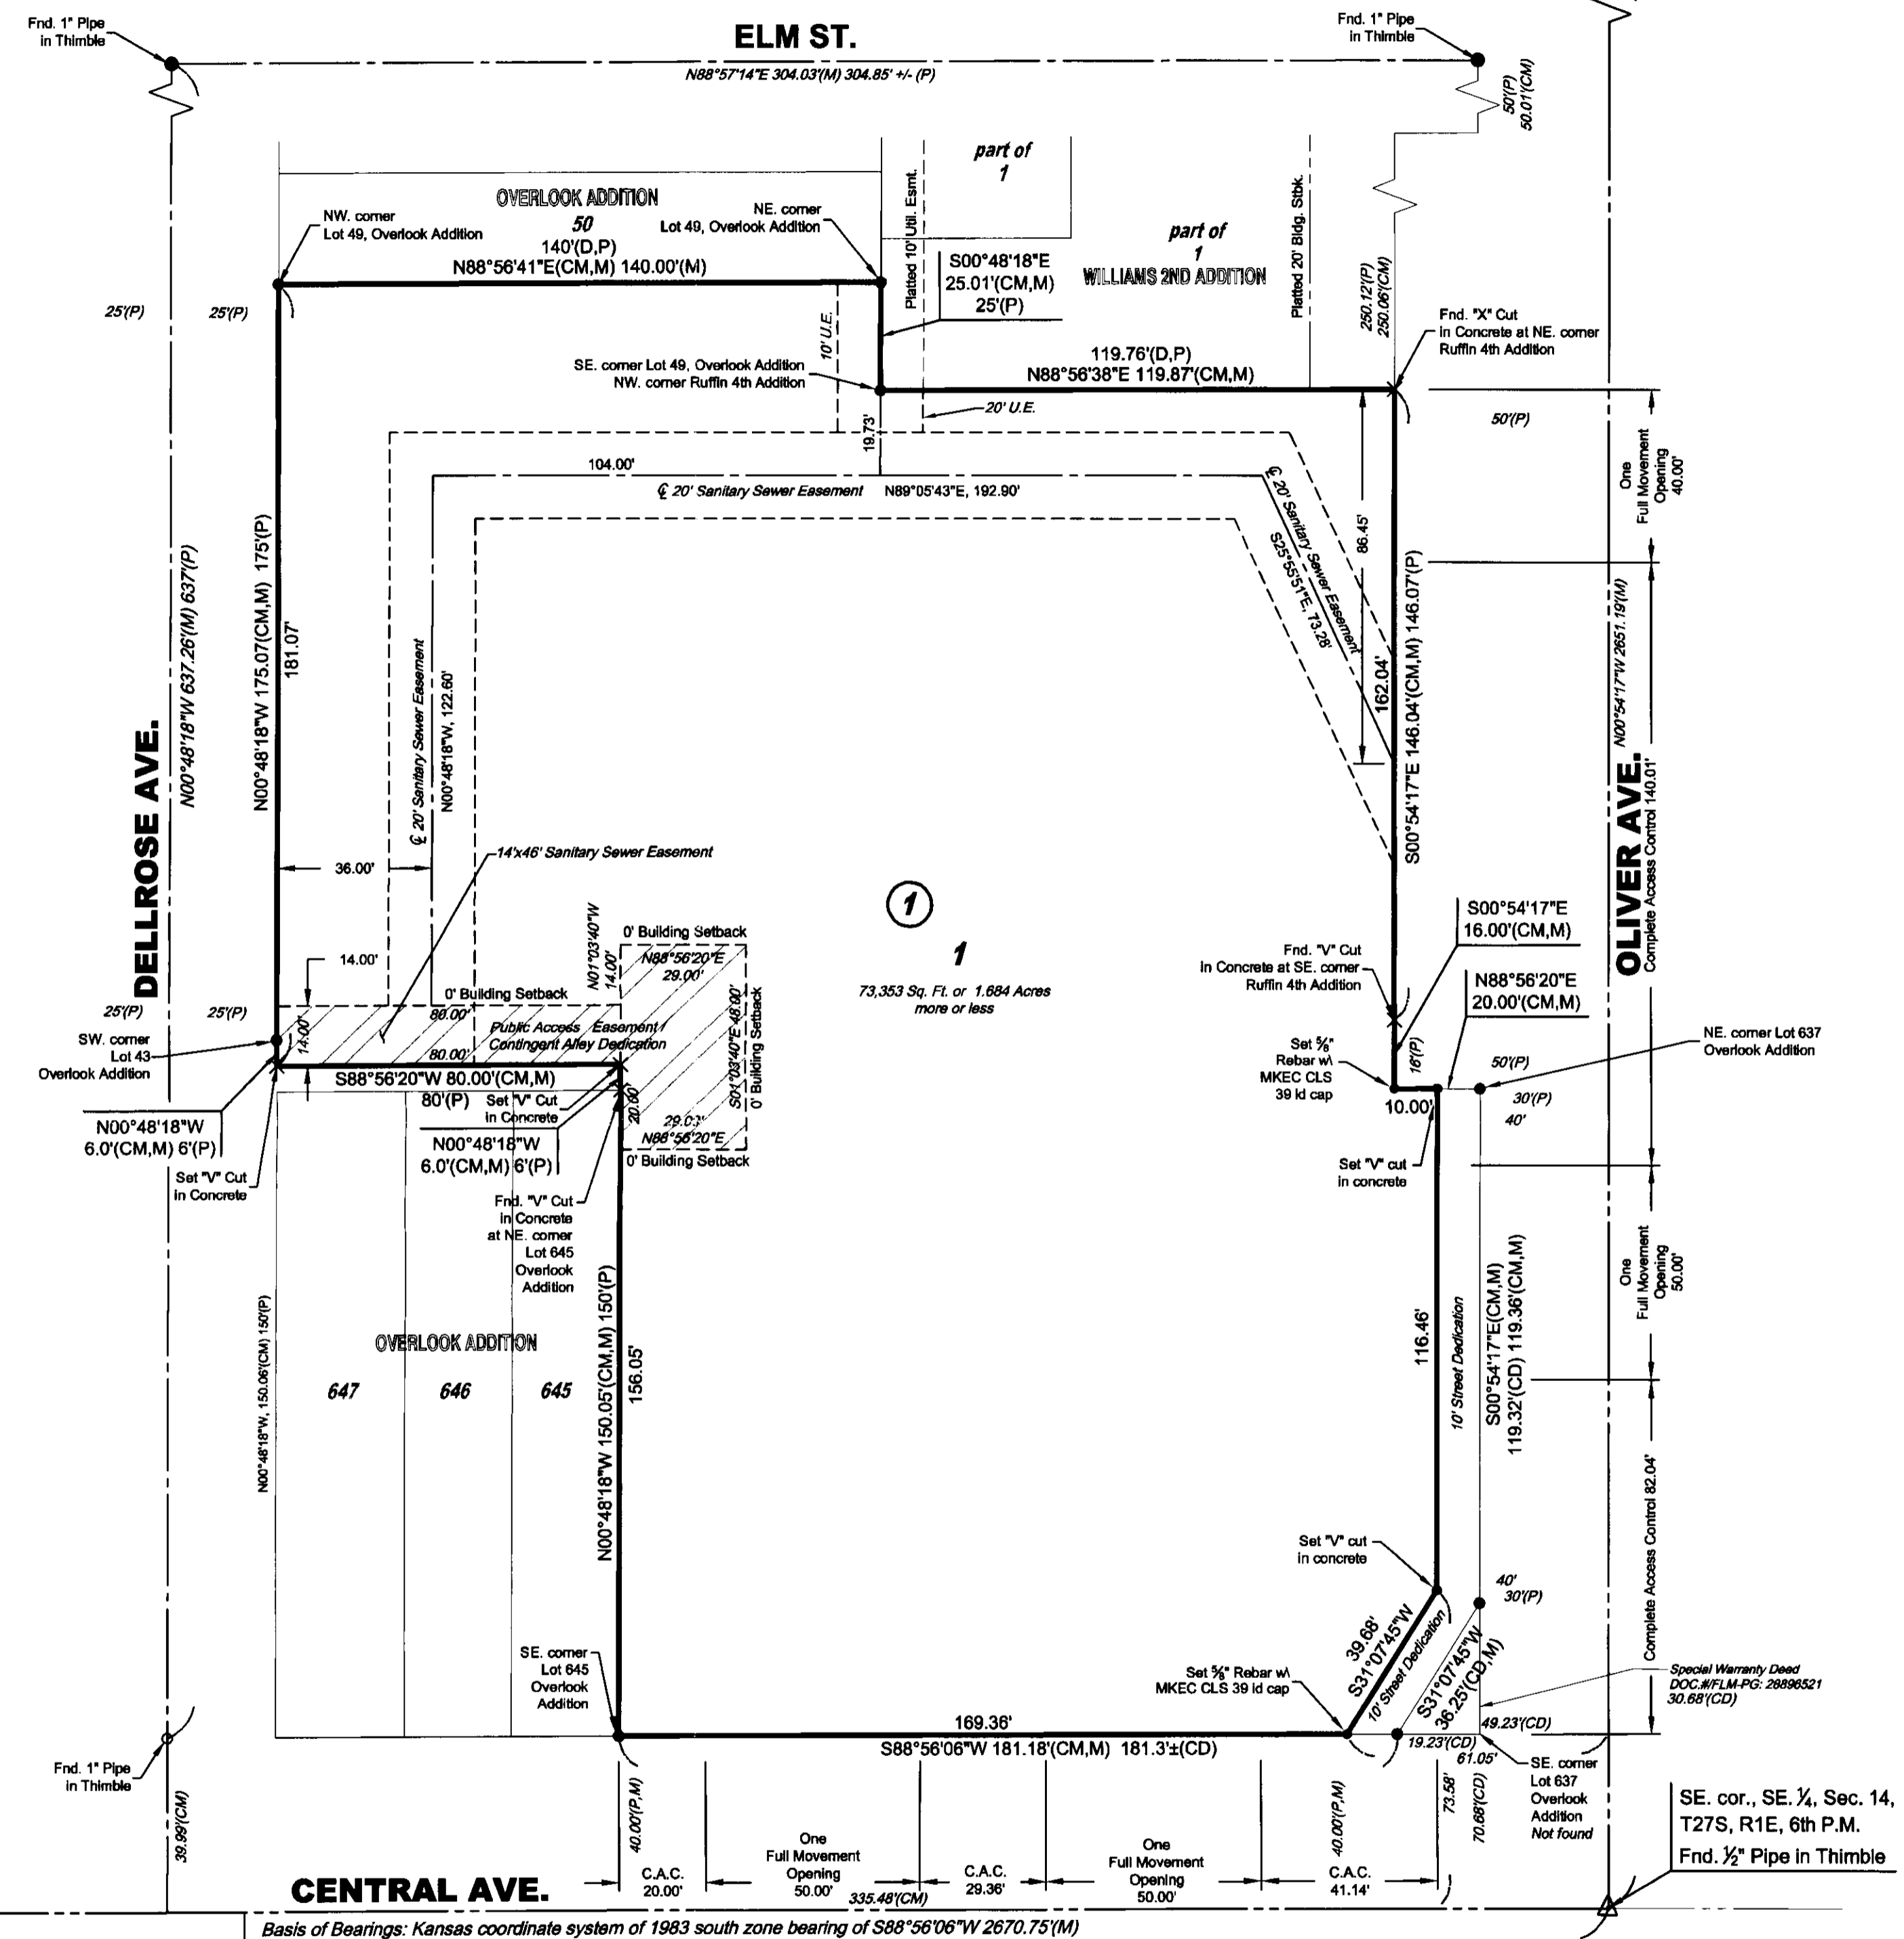 Fnd. 1" Pipe
in Thimble
ELM ST.
Fnd. 1" Pipe
in Thimble
N88°57'14"E 304.03'(M) 304.85' +/- (P)
50'(P)
50.01'(CM)
part of
1
OVERLOOK ADDITION
50
140'(D,P)
N88°56'41"E(CM,M) 140.00'(M)
NW. corner
Lot 49, Overlook Addition
NE. corner
Lot 49, Overlook Addition
Platted 10' Util. Esmt.
part of
1
WILLIAMS 2ND ADDITION
Platted 20' Bldg. Stbk.
250.12'(P)
250.06'(CM)
S00°48'18"E
25.01'(CM,M)
25'(P)
25'(P)
25'(P)
10' U.E.
Fnd. "X" Cut
in Concrete at NE. corner
Ruffin 4th Addition
SE. corner Lot 49, Overlook Addition
NW. corner Ruffin 4th Addition
119.76'(D,P)
N88°56'38"E 119.87'(CM,M)
20' U.E.
19.73'
50'(P)
One
Full Movement
Opening
40.00'
104.00'
℄ 20' Sanitary Sewer Easement N89°05'43"E, 192.90'
℄ 20' Sanitary Sewer Easement
S25°55'51"E, 73.28'
86.45'
162.04'
S00°54'17"E 146.04'(CM,M) 146.07'(P)
N00°54'17"W 2651.19'(M)
DELLROSE AVE.
N00°48'18"W 637.26'(M) 637'(P)
N00°48'18"W 175.07(CM,M) 175'(P)
181.07'
℄ 20' Sanitary Sewer Easement
N00°48'18"W, 122.60'
OLIVER AVE.
Complete Access Control 140.01'
14'x46' Sanitary Sewer Easement
36.00'
1
1
73,353 Sq. Ft. or 1.684 Acres
more or less
S00°54'17"E
16.00'(CM,M)
N88°56'20"E
20.00'(CM,M)
Fnd. "V" Cut
in Concrete at SE. corner
Ruffin 4th Addition
14.00'
N01°03'40"W
14.00'
0' Building Setback
N88°56'20"E
29.00'
0' Building Setback
80.00'
25'(P)
25'(P)
SW. corner
Lot 43
Overlook Addition
14.00'
Public Access Easement/
Contingent Alley Dedication
80.00'
S88°56'20"W 80.00'(CM,M)
80'(P)
Set "V" Cut
in Concrete
S01°03'40"E 48.00'
0' Building Setback
20.00'
29.00'
N88°56'20"E
0' Building Setback
Set ⅝"
Rebar w\
MKEC CLS
39 id cap
16'(P)
10.00'
50'(P)
30'(P)
40'
NE. corner Lot 637
Overlook Addition
N00°48'18"W
6.0'(CM,M) 6'(P)
N00°48'18"W
6.0'(CM,M) 6'(P)
Set "V" Cut
in Concrete
Set "V" cut
in concrete
Fnd. "V" Cut
in Concrete
at NE. corner
Lot 645
Overlook
Addition
N00°48'18"W, 150.06'(CM) 150'(P)
OVERLOOK ADDITION
647
646
645
N00°48'18"W 150.05'(CM,M) 150'(P)
156.05'
116.46'
10' Street Dedication
S00°54'17"E(CM,M)
119.32'(CD) 119.36'(CM,M)
One
Full Movement
Opening
50.00'
Complete Access Control 82.04'
Set "V" cut
in concrete
40'
30'(P)
SE. corner
Lot 645
Overlook
Addition
Set ⅝" Rebar w\
MKEC CLS 39 id cap
39.68'
S31°07'45"W
10' Street Dedication
S31°07'45"W
36.25'(CD,M)
Special Warranty Deed
DOC.#/FLM-PG: 28896521
30.68'(CD)
169.36'
S88°56'06"W 181.18'(CM,M) 181.3'±(CD)
49.23'(CD)
19.23'(CD)
61.05'
SE. corner
Lot 637
Overlook
Addition
Not found
Fnd. 1" Pipe
in Thimble
39.99'(CM)
40.00'(P,M)
40.00'(P,M)
73.58'
70.68'(CD)
SE. cor., SE. ¼, Sec. 14,
T27S, R1E, 6th P.M.
Fnd. ½" Pipe in Thimble
CENTRAL AVE.
C.A.C.
20.00'
One
Full Movement
Opening
50.00'
335.48'(CM)
C.A.C.
29.36'
One
Full Movement
Opening
50.00'
C.A.C.
41.14'
Basis of Bearings: Kansas coordinate system of 1983 south zone bearing of S88°56'06"W 2670.75'(M)